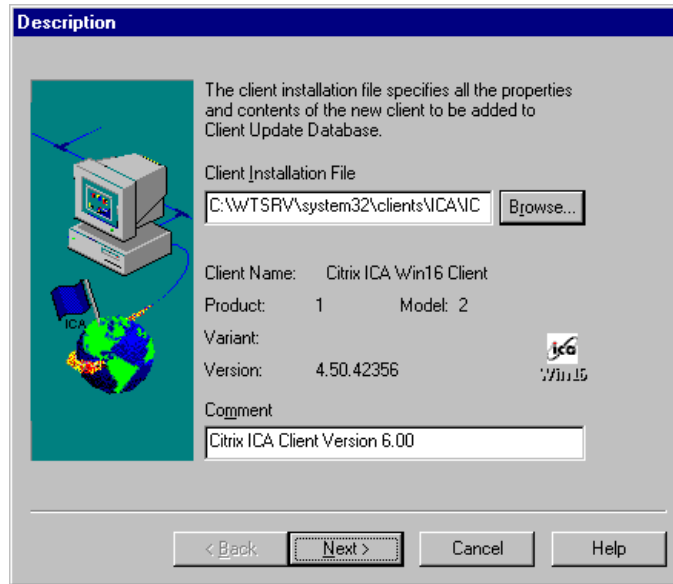 Description
The client installation file specifies all the properties
and contents of the new client to be added to
Client Update Database.
Client Installation File
C:\WTSRV\system32\clients\ICA\IC
Browse...
Client Name: Citrix ICA Win16 Client
Product: 1 Model: 2
Variant:
Version: 4.50.42356
ica
Win16
ICA
Comment
Citrix ICA Client Version 6.00
< Back Next > Cancel Help